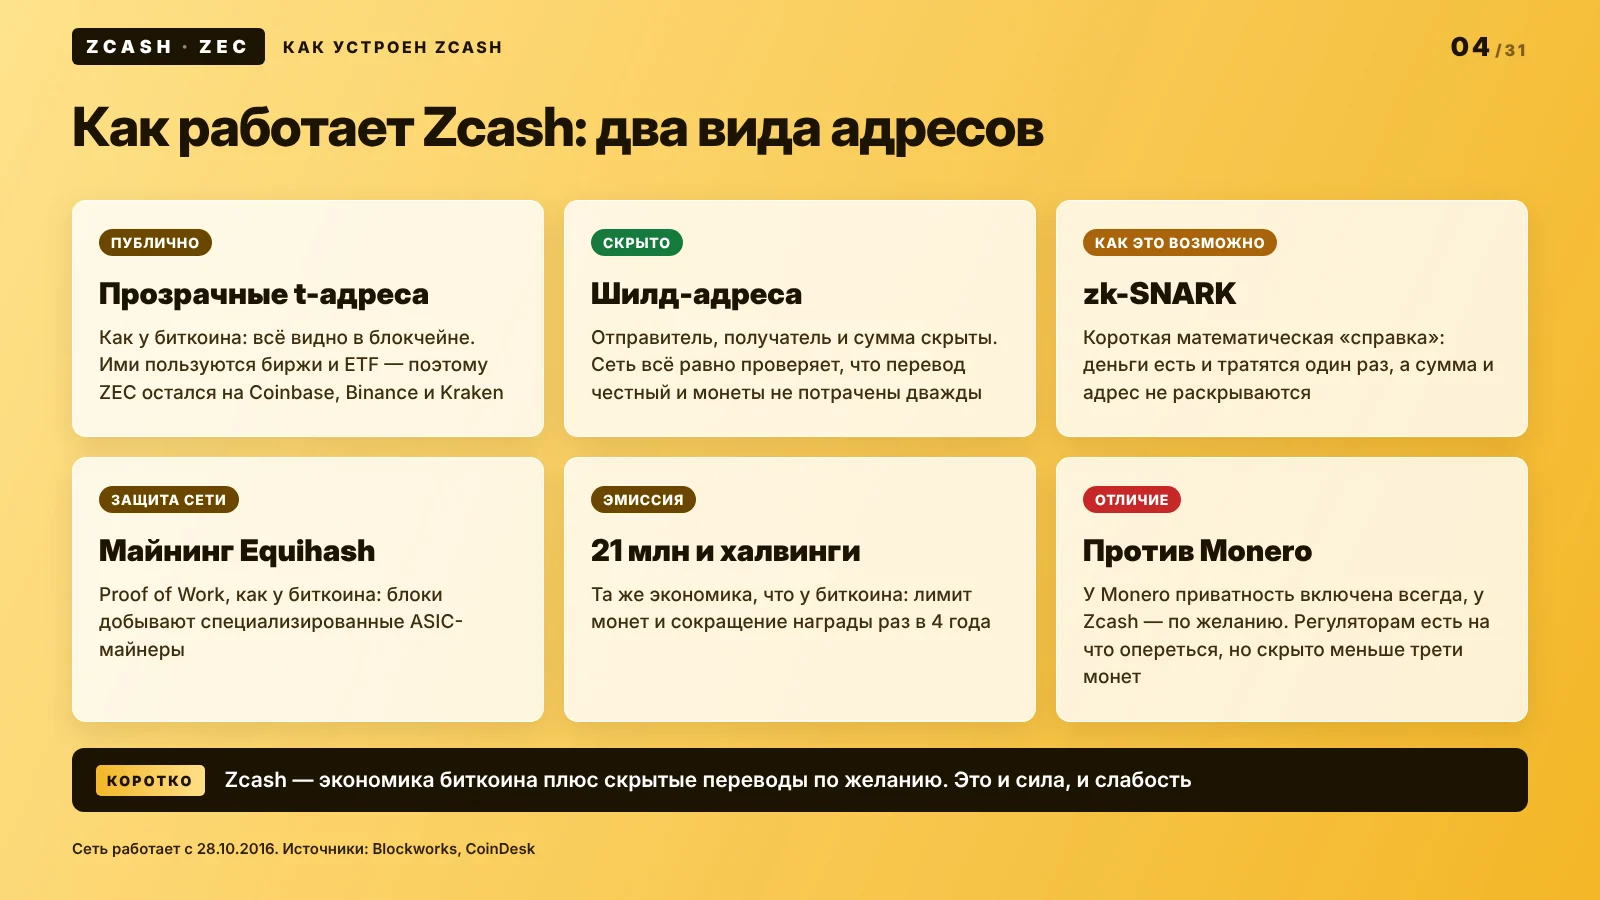 ZCASH · ZEC
КАК УСТРОЕН ZCASH
04 /31
Как работает Zcash: два вида адресов
ПУБЛИЧНО
Прозрачные t-адреса
Как у биткоина: всё видно в блокчейне.
Ими пользуются биржи и ETF — поэтому
ZEC остался на Coinbase, Binance и Kraken
СКРЫТО
Шилд-адреса
Отправитель, получатель и сумма скрыты.
Сеть всё равно проверяет, что перевод
честный и монеты не потрачены дважды
КАК ЭТО ВОЗМОЖНО
zk-SNARK
Короткая математическая «справка»:
деньги есть и тратятся один раз, а сумма и
адрес не раскрываются
ЗАЩИТА СЕТИ
Майнинг Equihash
Proof of Work, как у биткоина: блоки
добывают специализированные ASIC-
майнеры
ЭМИССИЯ
21 млн и халвинги
Та же экономика, что у биткоина: лимит
монет и сокращение награды раз в 4 года
ОТЛИЧИЕ
Против Monero
У Monero приватность включена всегда, у
Zcash — по желанию. Регуляторам есть на
что опереться, но скрыто меньше трети
монет
КОРОТКО
Zcash — экономика биткоина плюс скрытые переводы по желанию. Это и сила, и слабость
Сеть работает с 28.10.2016. Источники: Blockworks, CoinDesk